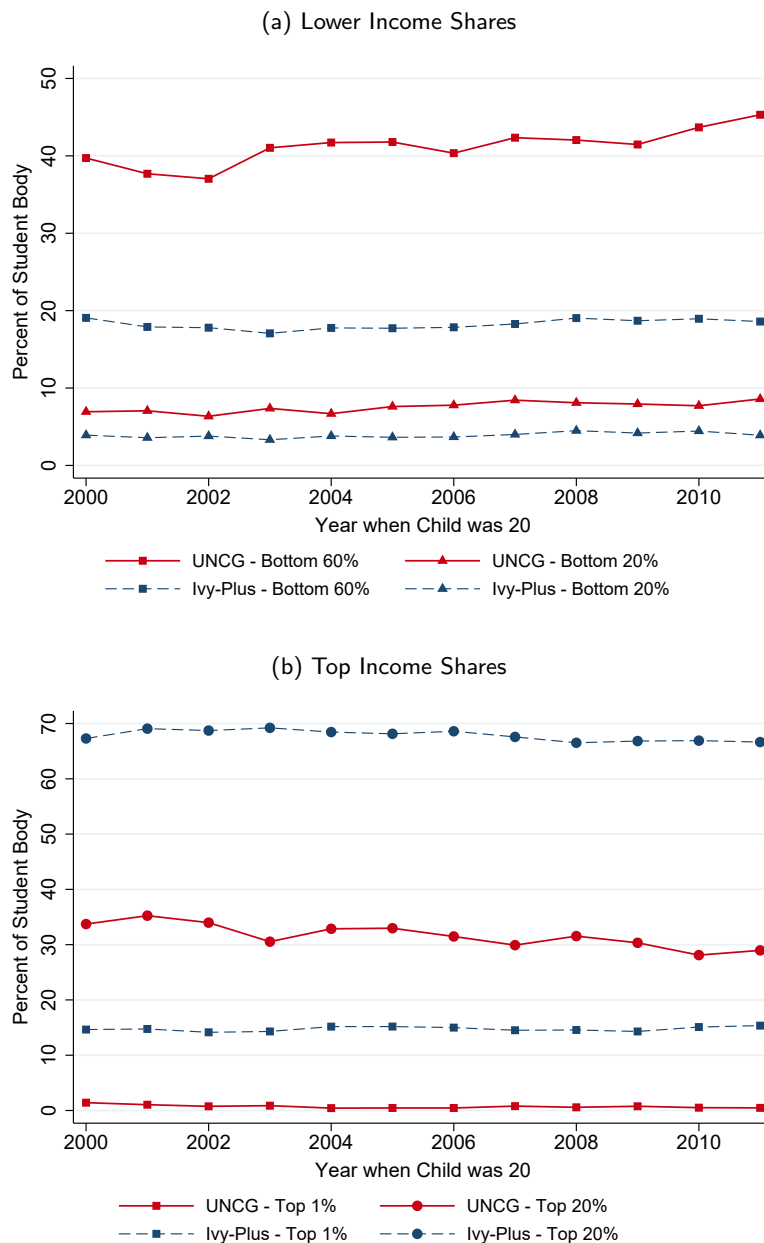 (a) Lower Income Shares
50
40
30
20
10
0
Percent of Student Body
2000 2002 2004 2006 2008 2010
Year when Child was 20
UNCG - Bottom 60% UNCG - Bottom 20%
Ivy-Plus - Bottom 60% Ivy-Plus - Bottom 20%
(b) Top Income Shares
70
60
50
40
30
20
10
0
Percent of Student Body
2000 2002 2004 2006 2008 2010
Year when Child was 20
UNCG - Top 1% UNCG - Top 20%
Ivy-Plus - Top 1% Ivy-Plus - Top 20%